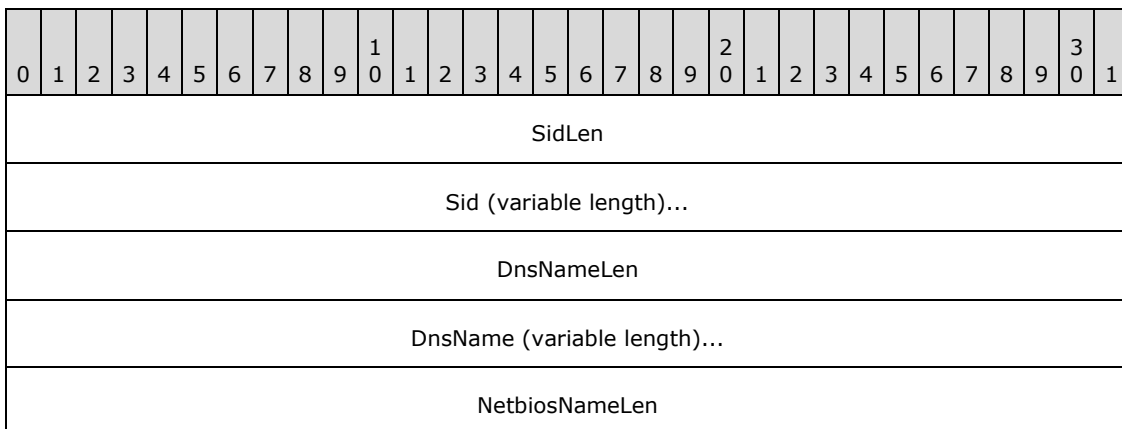 1 2 3
0 1 2 3 4 5 6 7 8 9 0 1 2 3 4 5 6 7 8 9 0 1 2 3 4 5 6 7 8 9 0 1
SidLen
Sid (variable length)...
DnsNameLen
DnsName (variable length)...
NetbiosNameLen